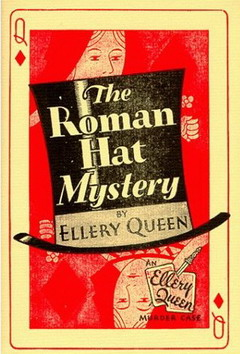 Q
The
Roman
Hat
Mystery
BY
ELLERY QUEEN
AN
Ellery
Queen
MURDER CASE
Q